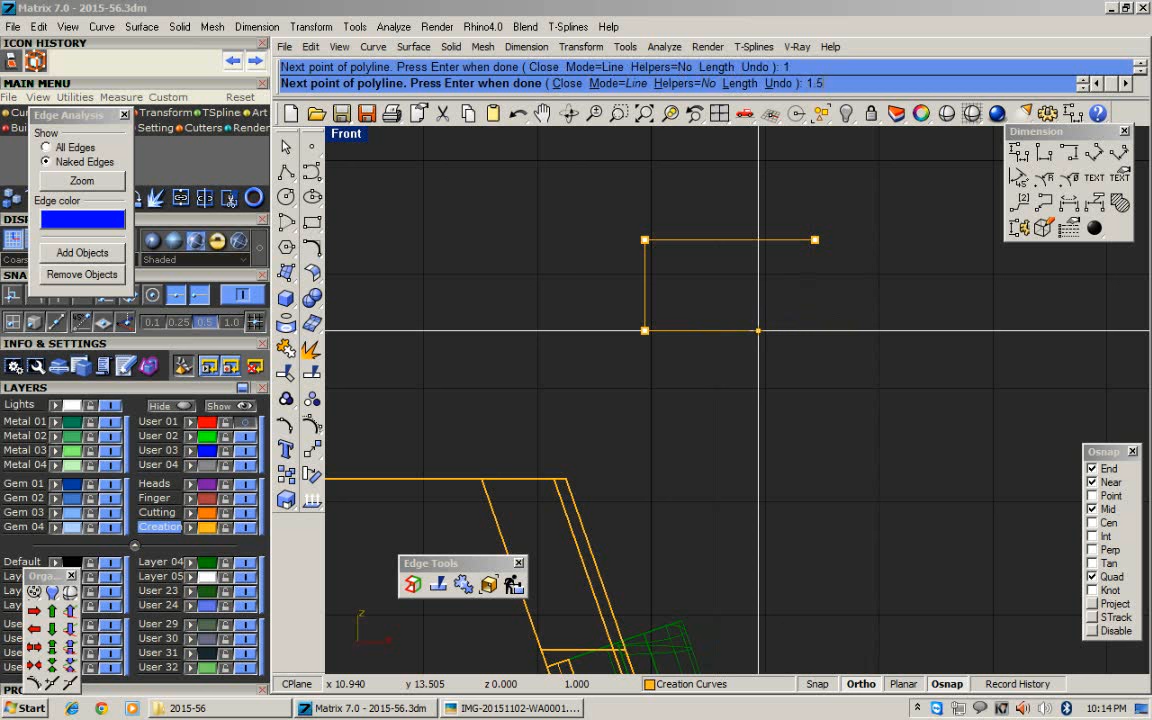 Matrix 7.0 - 2015-56.3dm
File Edit View Curve Surface Solid Mesh Dimension Transform Tools Analyze Render Rhino4.0 Blend T-Splines Help
ICON HISTORY
MAIN MENU
File View Utilities Measure Custom Reset
Transform TSpline Art
Setting Cutters Render
Edge Analysis
Show
All Edges
Naked Edges
Zoom
Edge color
Add Objects
Remove Objects
Shaded
SNA
0.1 0.25 0.5 1.0
INFO & SETTINGS
LAYERS
Lights Hide Show
Metal 01 User 01
Metal 02 User 02
Metal 03 User 03
Metal 04 User 04
Gem 01 Heads
Gem 02 Finger
Gem 03 Cutting
Gem 04 Creation
Default Layer 04
Layer 05
User 23
User 24
User 29
User 30
User 31
User 32
Orga...
File Edit View Curve Surface Solid Mesh Dimension Transform Tools Analyze Render T-Splines V-Ray Help
Next point of polyline. Press Enter when done ( Close Mode=Line Helpers=No Length Undo ): 1
Next point of polyline. Press Enter when done ( Close Mode=Line Helpers=No Length Undo ): 1.5
Front
Dimension
TEXT TEXT
Edge Tools
z
Osnap
End
Near
Point
Mid
Cen
Int
Perp
Tan
Quad
Knot
Project
STrack
Disable
CPlane x 10.940 y 13.505 z 0.000 1.000 Creation Curves Snap Ortho Planar Osnap Record History
Start 2015-56 Matrix 7.0 - 2015-56.3dm... IMG-20151102-WA0001.... 10:14 PM